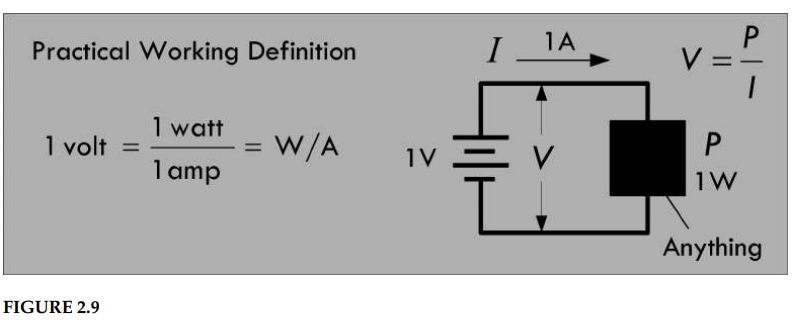 Practical Working Definition
1 volt = 1 watt / 1 amp = W/A
I 1A
V = P / I
1V
V
P
1W
Anything
FIGURE 2.9